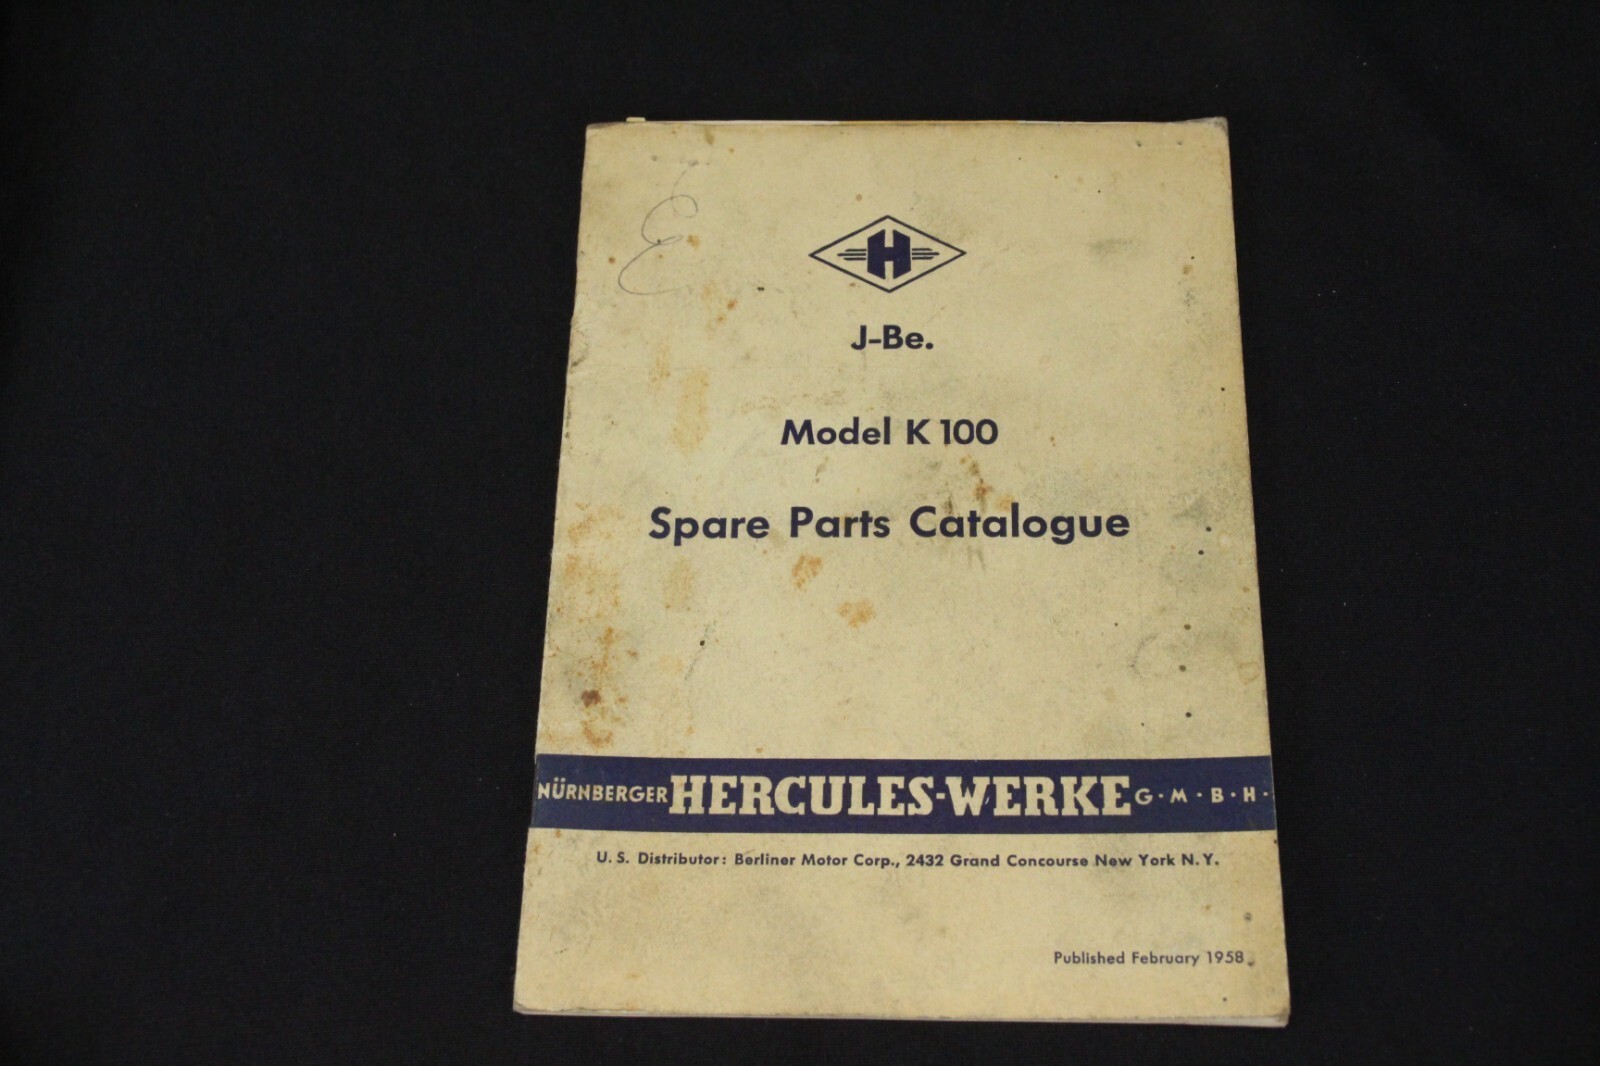 E
H
J-Be.
Model K 100
Spare Parts Catalogue
NÜRNBERGER HERCULES-WERKE G·M·B·H·
U. S. Distributor: Berliner Motor Corp., 2432 Grand Concourse New York N. Y.
Published February 1958